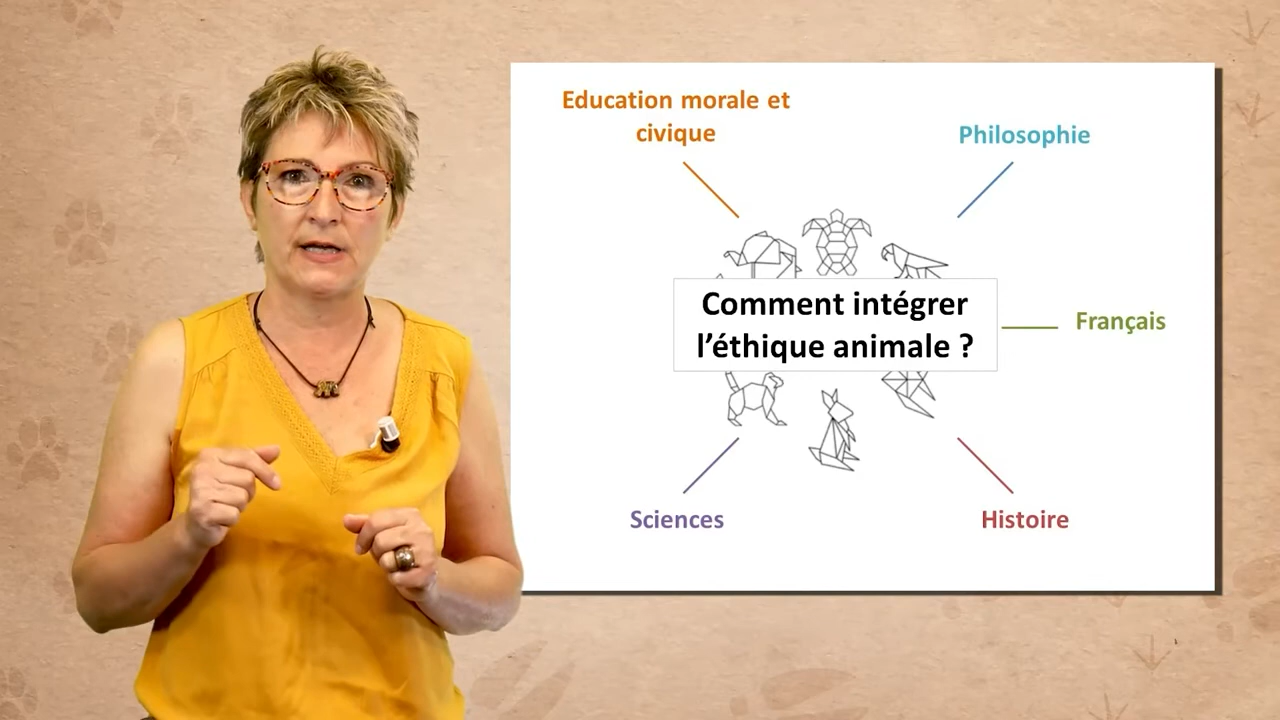 Education morale et
civique
Philosophie
Comment intégrer
l’éthique animale ?
Français
Sciences
Histoire